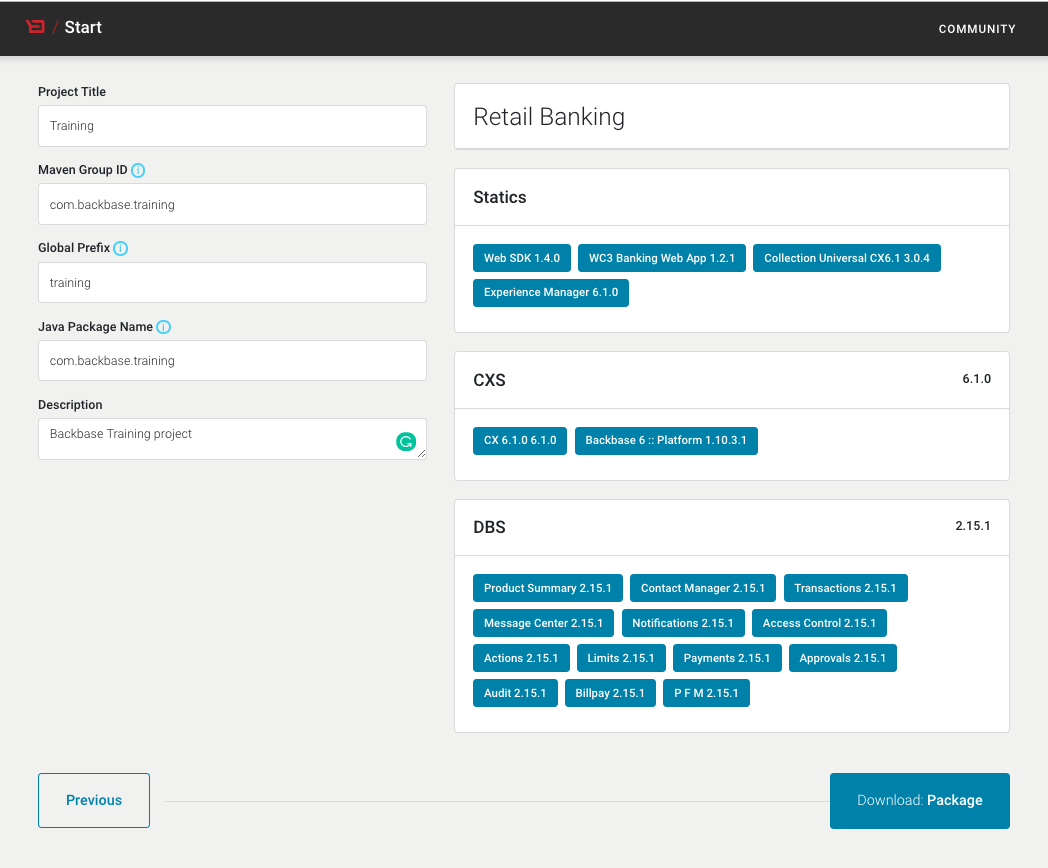 / Start
COMMUNITY
Project Title
Training
Maven Group ID
com.backbase.training
Global Prefix
training
Java Package Name
com.backbase.training
Description
Backbase Training project
Retail Banking
Statics
Web SDK 1.4.0 WC3 Banking Web App 1.2.1 Collection Universal CX6.1 3.0.4
Experience Manager 6.1.0
CXS 6.1.0
CX 6.1.0 6.1.0 Backbase 6 :: Platform 1.10.3.1
DBS 2.15.1
Product Summary 2.15.1 Contact Manager 2.15.1 Transactions 2.15.1
Message Center 2.15.1 Notifications 2.15.1 Access Control 2.15.1
Actions 2.15.1 Limits 2.15.1 Payments 2.15.1 Approvals 2.15.1
Audit 2.15.1 Billpay 2.15.1 P F M 2.15.1
Previous
Download: Package